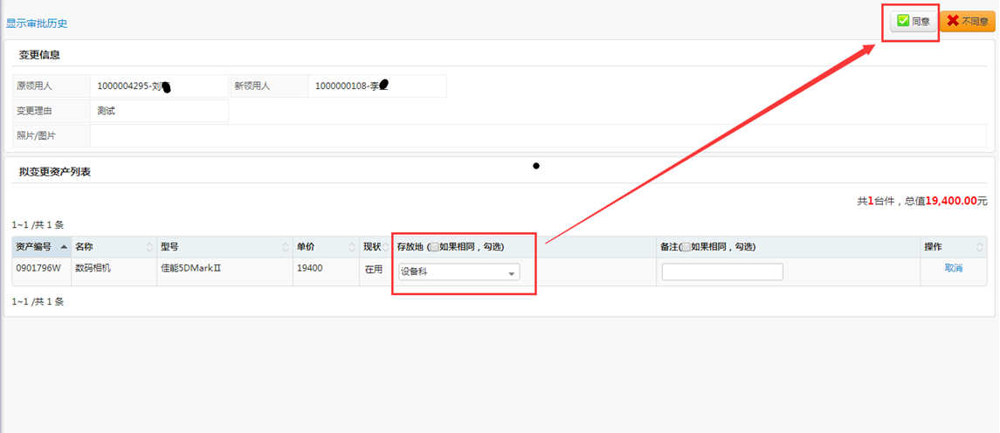 显示审批历史
同意
不同意
变更信息
原领用人 1000004295-刘 新领用人 1000000108-李
变更理由 测试
照片/图片
拟变更资产列表
共1台件，总值19,400.00元
1~1 /共 1 条
资产编号 名称 型号 单价 现状 存放地 (如果相同，勾选) 备注(如果相同，勾选) 操作
0901796W 数码相机 佳能5DMarkⅡ 19400 在用 设备科 取消
1~1 /共 1 条